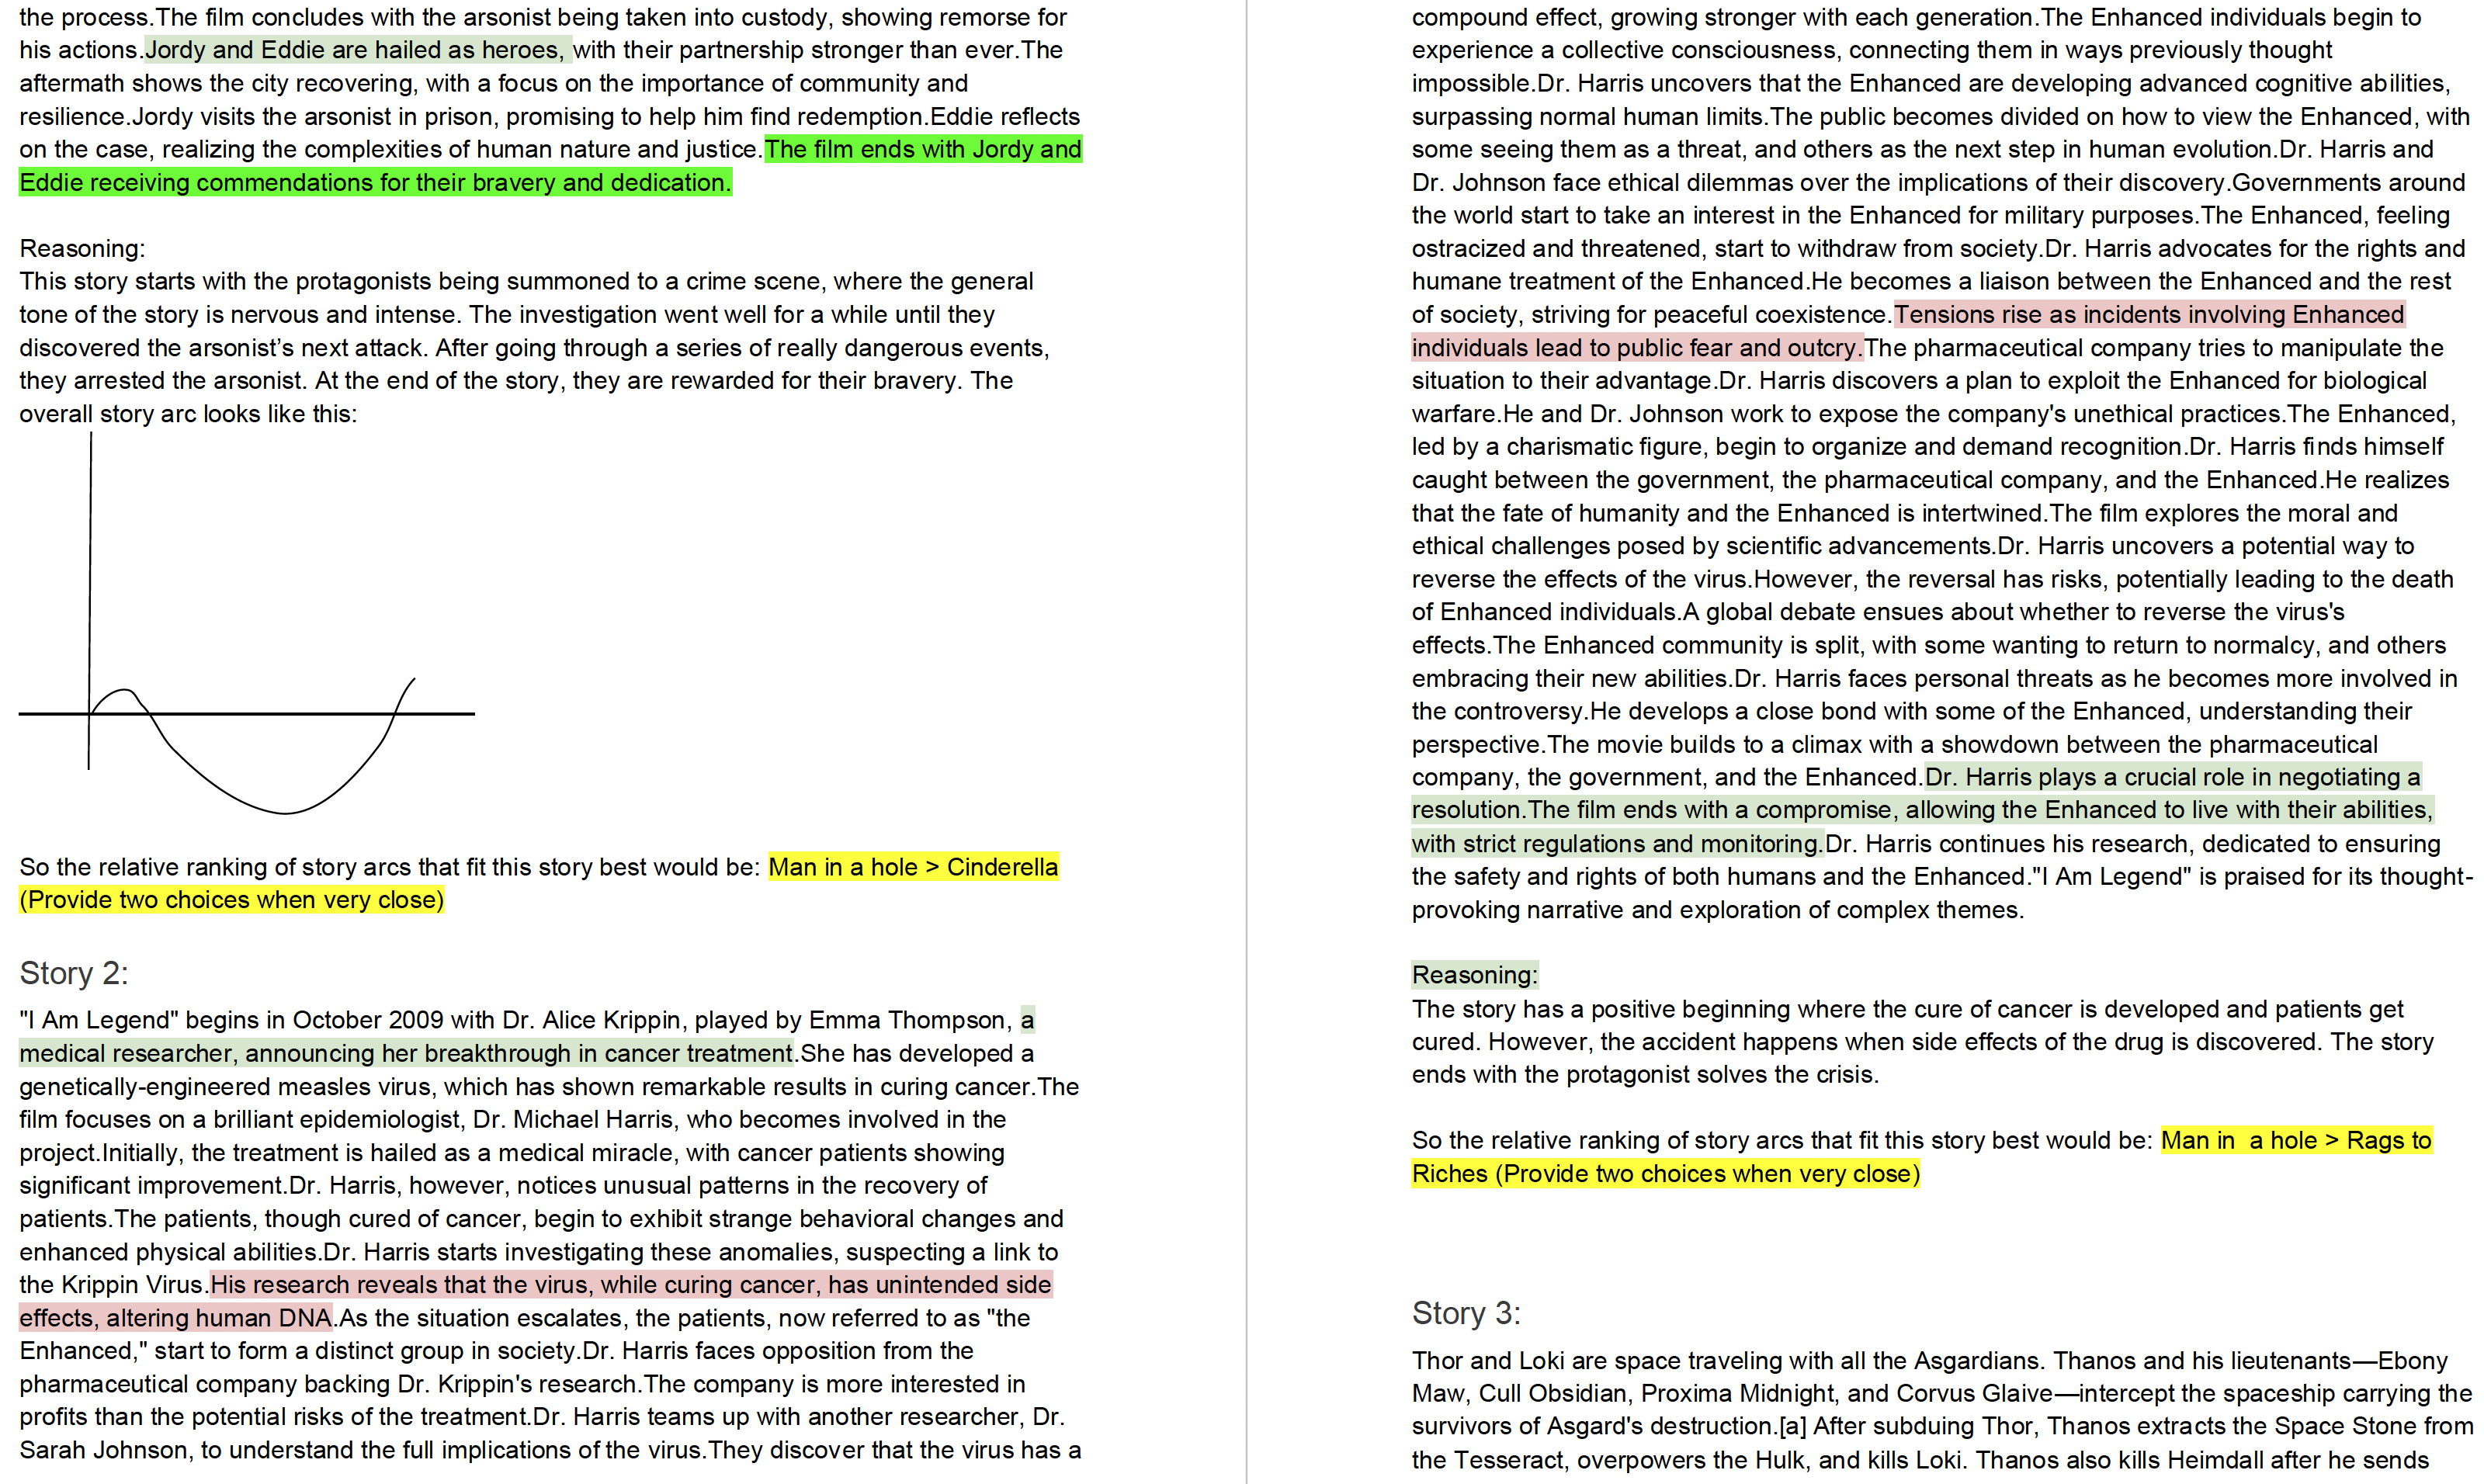 the process.The film concludes with the arsonist being taken into custody, showing remorse for
his actions.Jordy and Eddie are hailed as heroes, with their partnership stronger than ever.The
aftermath shows the city recovering, with a focus on the importance of community and
resilience.Jordy visits the arsonist in prison, promising to help him find redemption.Eddie reflects
on the case, realizing the complexities of human nature and justice.The film ends with Jordy and
Eddie receiving commendations for their bravery and dedication.
Reasoning:
This story starts with the protagonists being summoned to a crime scene, where the general
tone of the story is nervous and intense. The investigation went well for a while until they
discovered the arsonist’s next attack. After going through a series of really dangerous events,
they arrested the arsonist. At the end of the story, they are rewarded for their bravery. The
overall story arc looks like this:
So the relative ranking of story arcs that fit this story best would be: Man in a hole > Cinderella
(Provide two choices when very close)
Story 2:
"I Am Legend" begins in October 2009 with Dr. Alice Krippin, played by Emma Thompson, a
medical researcher, announcing her breakthrough in cancer treatment.She has developed a
genetically-engineered measles virus, which has shown remarkable results in curing cancer.The
film focuses on a brilliant epidemiologist, Dr. Michael Harris, who becomes involved in the
project.Initially, the treatment is hailed as a medical miracle, with cancer patients showing
significant improvement.Dr. Harris, however, notices unusual patterns in the recovery of
patients.The patients, though cured of cancer, begin to exhibit strange behavioral changes and
enhanced physical abilities.Dr. Harris starts investigating these anomalies, suspecting a link to
the Krippin Virus.His research reveals that the virus, while curing cancer, has unintended side
effects, altering human DNA.As the situation escalates, the patients, now referred to as "the
Enhanced," start to form a distinct group in society.Dr. Harris faces opposition from the
pharmaceutical company backing Dr. Krippin's research.The company is more interested in
profits than the potential risks of the treatment.Dr. Harris teams up with another researcher, Dr.
Sarah Johnson, to understand the full implications of the virus.They discover that the virus has a
compound effect, growing stronger with each generation.The Enhanced individuals begin to
experience a collective consciousness, connecting them in ways previously thought
impossible.Dr. Harris uncovers that the Enhanced are developing advanced cognitive abilities,
surpassing normal human limits.The public becomes divided on how to view the Enhanced, with
some seeing them as a threat, and others as the next step in human evolution.Dr. Harris and
Dr. Johnson face ethical dilemmas over the implications of their discovery.Governments around
the world start to take an interest in the Enhanced for military purposes.The Enhanced, feeling
ostracized and threatened, start to withdraw from society.Dr. Harris advocates for the rights and
humane treatment of the Enhanced.He becomes a liaison between the Enhanced and the rest
of society, striving for peaceful coexistence.Tensions rise as incidents involving Enhanced
individuals lead to public fear and outcry.The pharmaceutical company tries to manipulate the
situation to their advantage.Dr. Harris discovers a plan to exploit the Enhanced for biological
warfare.He and Dr. Johnson work to expose the company's unethical practices.The Enhanced,
led by a charismatic figure, begin to organize and demand recognition.Dr. Harris finds himself
caught between the government, the pharmaceutical company, and the Enhanced.He realizes
that the fate of humanity and the Enhanced is intertwined.The film explores the moral and
ethical challenges posed by scientific advancements.Dr. Harris uncovers a potential way to
reverse the effects of the virus.However, the reversal has risks, potentially leading to the death
of Enhanced individuals.A global debate ensues about whether to reverse the virus's
effects.The Enhanced community is split, with some wanting to return to normalcy, and others
embracing their new abilities.Dr. Harris faces personal threats as he becomes more involved in
the controversy.He develops a close bond with some of the Enhanced, understanding their
perspective.The movie builds to a climax with a showdown between the pharmaceutical
company, the government, and the Enhanced.Dr. Harris plays a crucial role in negotiating a
resolution.The film ends with a compromise, allowing the Enhanced to live with their abilities,
with strict regulations and monitoring.Dr. Harris continues his research, dedicated to ensuring
the safety and rights of both humans and the Enhanced."I Am Legend" is praised for its thought-
provoking narrative and exploration of complex themes.
Reasoning:
The story has a positive beginning where the cure of cancer is developed and patients get
cured. However, the accident happens when side effects of the drug is discovered. The story
ends with the protagonist solves the crisis.
So the relative ranking of story arcs that fit this story best would be: Man in  a hole > Rags to
Riches (Provide two choices when very close)
Story 3:
Thor and Loki are space traveling with all the Asgardians. Thanos and his lieutenants—Ebony
Maw, Cull Obsidian, Proxima Midnight, and Corvus Glaive—intercept the spaceship carrying the
survivors of Asgard's destruction.[a] After subduing Thor, Thanos extracts the Space Stone from
the Tesseract, overpowers the Hulk, and kills Loki. Thanos also kills Heimdall after he sends